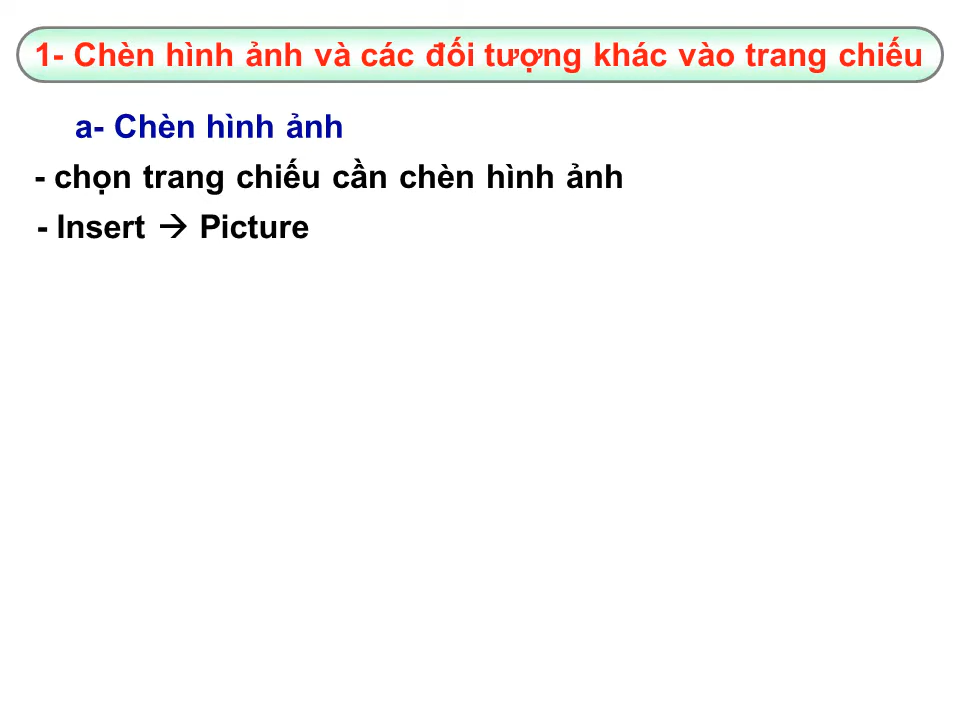 1- Chèn hình ảnh và các đối tượng khác vào trang chiếu
a- Chèn hình ảnh
- chọn trang chiếu cần chèn hình ảnh
- Insert → Picture